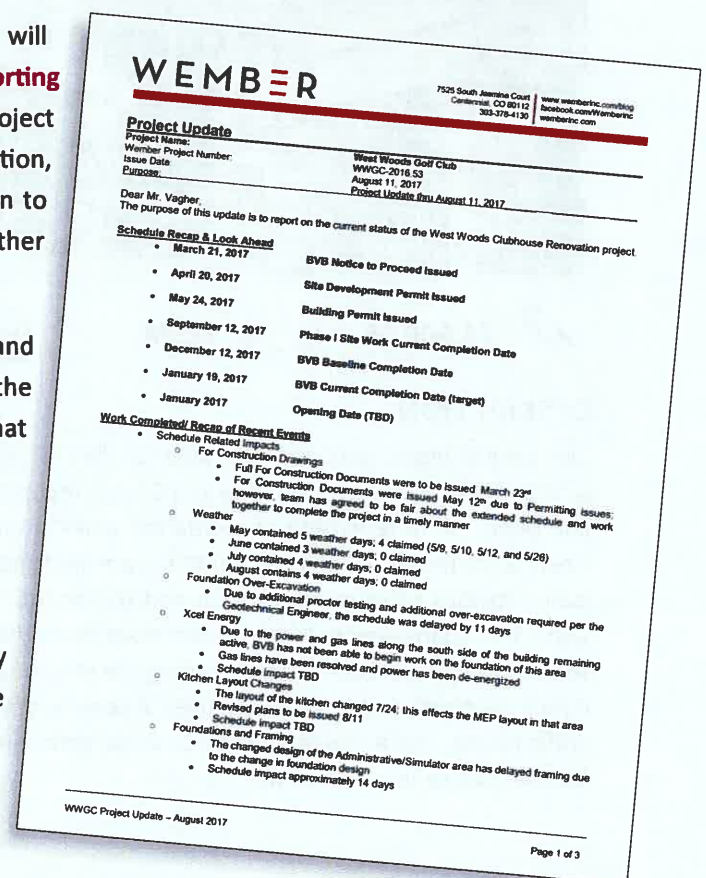 will
orting
oject
tion,
n to
ther
and
the
hat
y
e
WEMBER
7525 South Jasmine Court
Centennial, CO 80112
303-378-4130
www.wemberinc.com/blog
facebook.com/Wemberinc
wemberinc.com
Project Update
Project Name: West Woods Golf Club
Wember Project Number: WWGC-2016.53
Issue Date: August 11, 2017
Purpose: Project Update thru August 11, 2017
Dear Mr. Vagher,
The purpose of this update is to report on the current status of the West Woods Clubhouse Renovation project.
Schedule Recap & Look Ahead
• March 21, 2017 BVB Notice to Proceed Issued
• April 20, 2017 Site Development Permit Issued
• May 24, 2017 Building Permit Issued
• September 12, 2017 Phase I Site Work Current Completion Date
• December 12, 2017 BVB Baseline Completion Date
• January 19, 2017 BVB Current Completion Date (target)
• January 2017 Opening Date (TBD)
Work Completed/ Recap of Recent Events
• Schedule Related Impacts
○ For Construction Drawings
▪ Full For Construction Documents were to be issued March 23rd
▪ For Construction Documents were issued May 12th due to Permitting issues;
however, team has agreed to be fair about the extended schedule and work
together to complete the project in a timely manner
○ Weather
▪ May contained 5 weather days; 4 claimed (5/9, 5/10, 5/12, and 5/26)
▪ June contained 3 weather days; 0 claimed
▪ July contained 4 weather days; 0 claimed
▪ August contains 4 weather days; 0 claimed
○ Foundation Over-Excavation
▪ Due to additional proctor testing and additional over-excavation required per the
Geotechnical Engineer, the schedule was delayed by 11 days
○ Xcel Energy
▪ Due to the power and gas lines along the south side of the building remaining
active, BVB has not been able to begin work on the foundation of this area
▪ Gas lines have been resolved and power has been de-energized
▪ Schedule impact TBD
○ Kitchen Layout Changes
▪ The layout of the kitchen changed 7/24; this effects the MEP layout in that area
▪ Revised plans to be issued 8/11
▪ Schedule impact TBD
○ Foundations and Framing
▪ The changed design of the Administrative/Simulator area has delayed framing due
to the change in foundation design
▪ Schedule impact approximately 14 days
WWGC Project Update – August 2017
Page 1 of 3